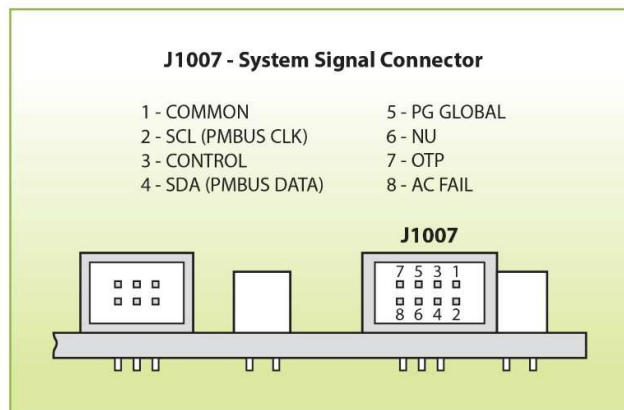 J1007 - System Signal Connector
1 - COMMON
2 - SCL (PMBUS CLK)
3 - CONTROL
4 - SDA (PMBUS DATA)
5 - PG GLOBAL
6 - NU
7 - OTP
8 - AC FAIL
J1007
7 5 3 1
8 6 4 2